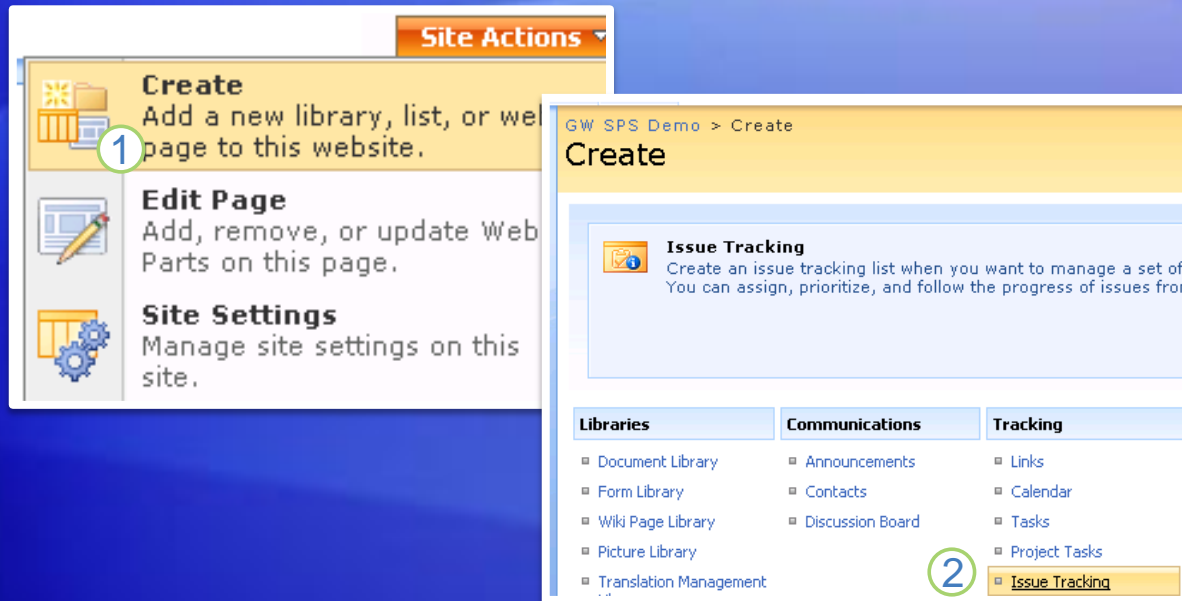 Site Actions
Create
Add a new library, list, or we
page to this website.
1
Edit Page
Add, remove, or update Web
Parts on this page.
Site Settings
Manage site settings on this
site.
GW SPS Demo > Create
Create
Issue Tracking
Create an issue tracking list when you want to manage a set of
You can assign, prioritize, and follow the progress of issues fro
Libraries
Document Library
Form Library
Wiki Page Library
Picture Library
Translation Management
Communications
Announcements
Contacts
Discussion Board
Tracking
Links
Calendar
Tasks
Project Tasks
2
Issue Tracking